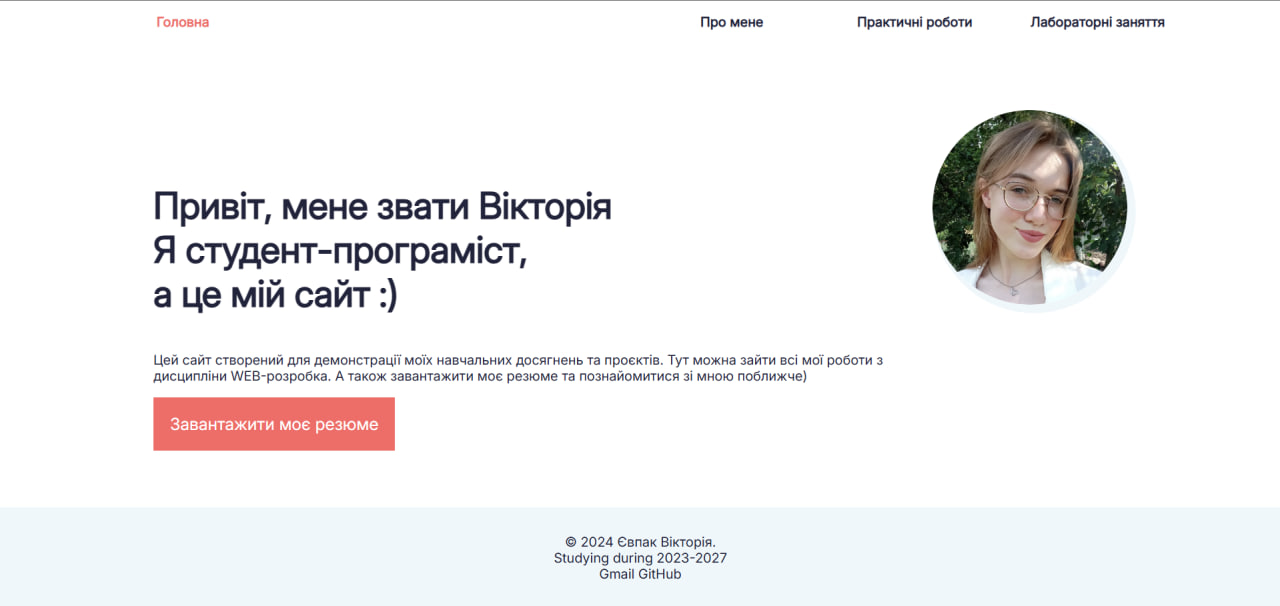 Головна
Про мене
Практичні роботи
Лабораторні заняття
Привіт, мене звати Вікторія
Я студент-програміст,
а це мій сайт :)
Цей сайт створений для демонстрації моїх навчальних досягнень та проєктів. Тут можна зайти всі мої роботи з
дисципліни WEB-розробка. А також завантажити моє резюме та познайомитися зі мною поближче)
Завантажити моє резюме
© 2024 Євпак Вікторія.
Studying during 2023-2027
Gmail GitHub